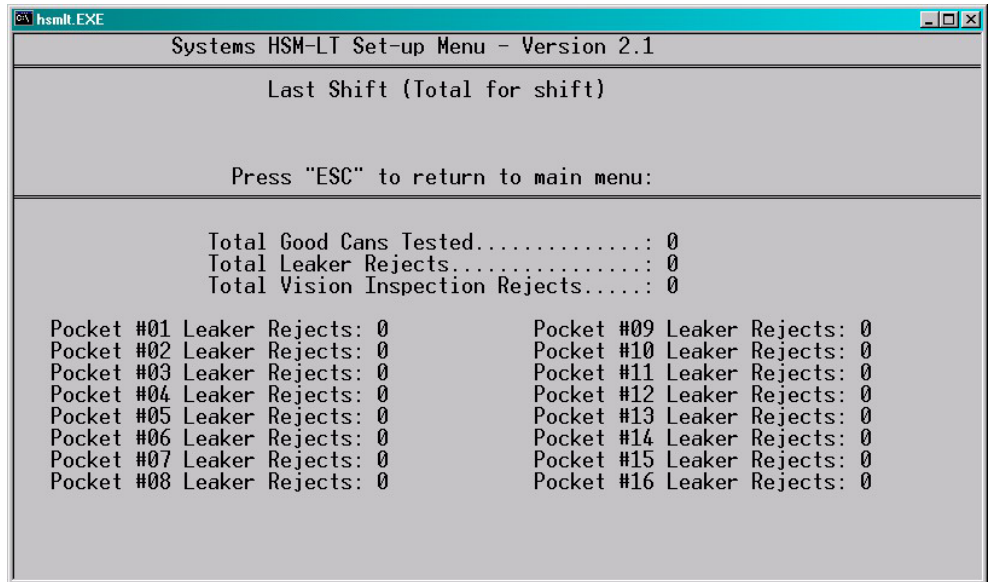 hsmlt.EXE
Systems HSM-LT Set-up Menu - Version 2.1
Last Shift (Total for shift)
Press "ESC" to return to main menu:
Total Good Cans Tested..............: 0
Total Leaker Rejects................: 0
Total Vision Inspection Rejects.....: 0
Pocket #01 Leaker Rejects: 0 Pocket #09 Leaker Rejects: 0
Pocket #02 Leaker Rejects: 0 Pocket #10 Leaker Rejects: 0
Pocket #03 Leaker Rejects: 0 Pocket #11 Leaker Rejects: 0
Pocket #04 Leaker Rejects: 0 Pocket #12 Leaker Rejects: 0
Pocket #05 Leaker Rejects: 0 Pocket #13 Leaker Rejects: 0
Pocket #06 Leaker Rejects: 0 Pocket #14 Leaker Rejects: 0
Pocket #07 Leaker Rejects: 0 Pocket #15 Leaker Rejects: 0
Pocket #08 Leaker Rejects: 0 Pocket #16 Leaker Rejects: 0